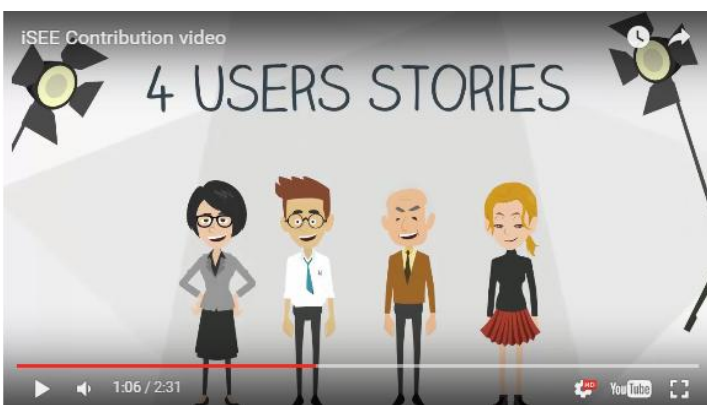 iSEE Contribution video
4 USERS STORIES
1:06 / 2:31
HD
YouTube